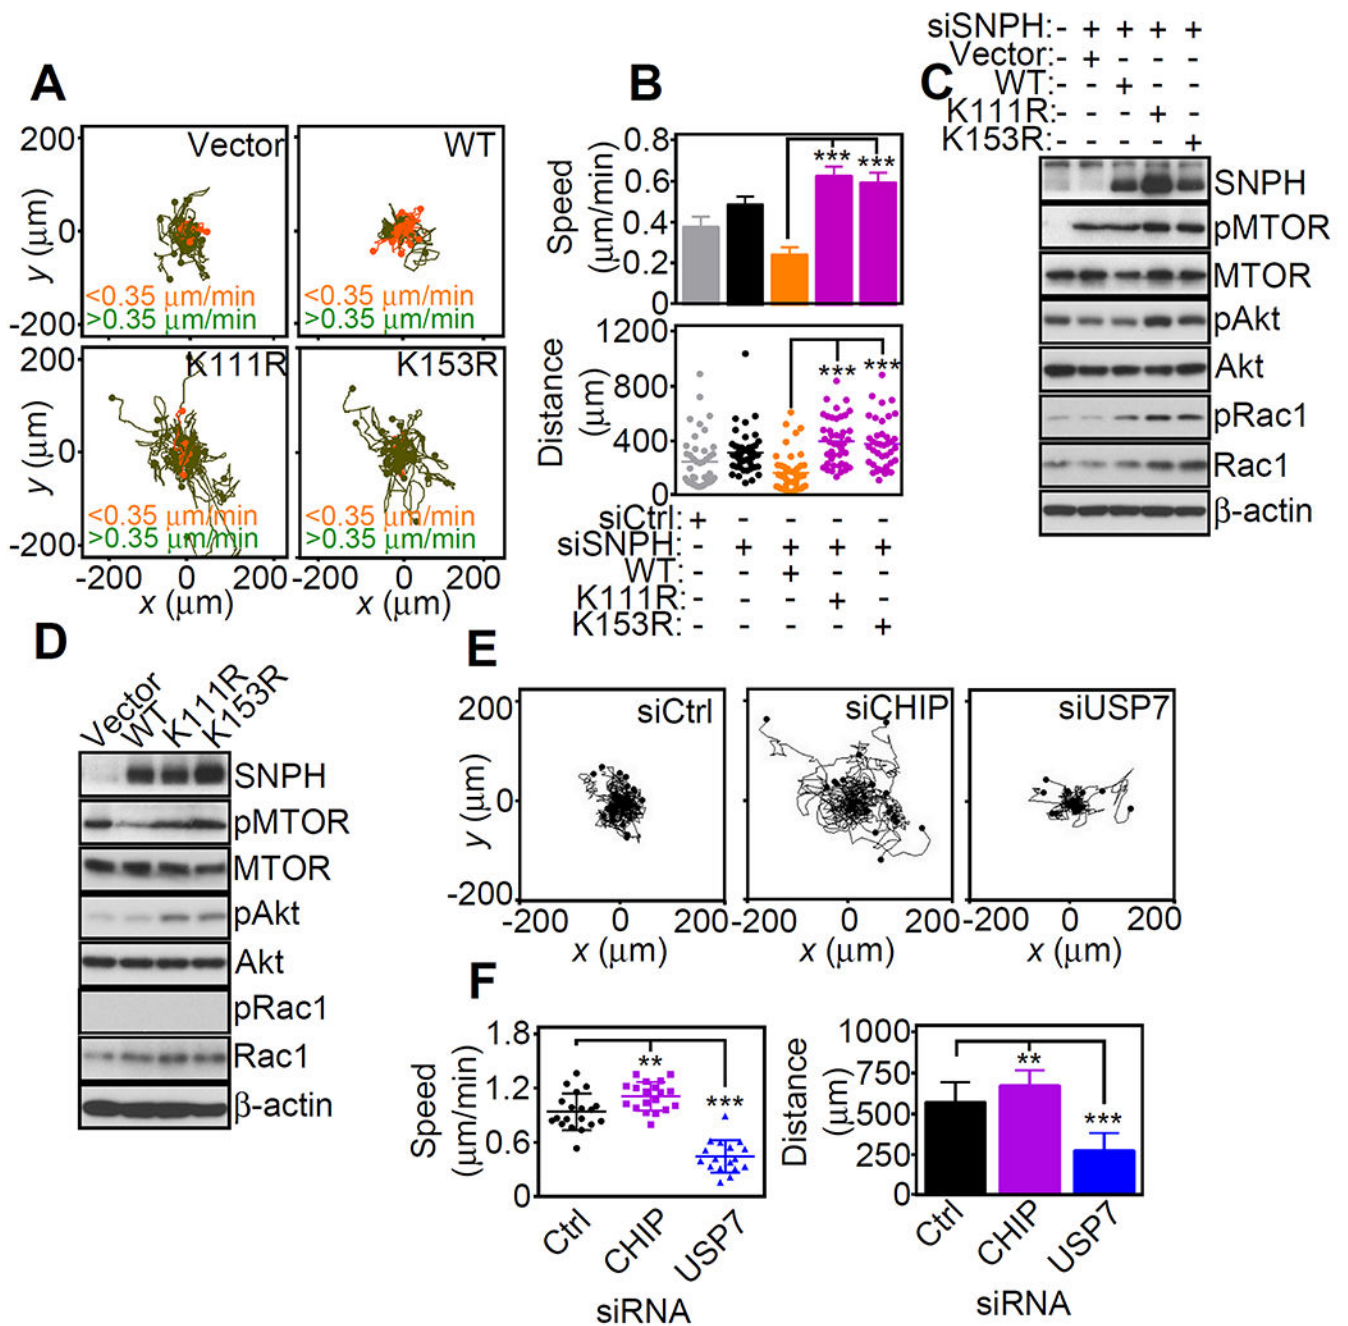 A
200
y (μm)
0
-200
Vector
<0.35 μm/min
>0.35 μm/min
WT
<0.35 μm/min
>0.35 μm/min
200
y (μm)
0
-200
K111R
<0.35 μm/min
>0.35 μm/min
K153R
<0.35 μm/min
>0.35 μm/min
-200 0 200
-200 0 200
x (μm)
x (μm)
B
Speed
(μm/min)
0.8
0.6
0.4
0.2
0
*** ***
Distance
(μm)
1200
800
400
0
*** ***
siCtrl: + - - - -
siSNPH: - + + + +
WT: - - + - -
K111R: - - - + -
K153R: - - - - +
C
siSNPH: - + + + +
Vector: - + - - -
WT: - - + - -
K111R: - - - + -
K153R: - - - - +
SNPH
pMTOR
MTOR
pAkt
Akt
pRac1
Rac1
β-actin
D
Vector
WT
K111R
K153R
SNPH
pMTOR
MTOR
pAkt
Akt
pRac1
Rac1
β-actin
E
200
y (μm)
0
-200
siCtrl
siCHIP
siUSP7
-200 0 200
-200 0 200
-200 0 200
x (μm)
x (μm)
x (μm)
F
Speed
(μm/min)
1.8
1.2
0.6
0
**
***
Ctrl
CHIP
USP7
siRNA
Distance
(μm)
1000
750
500
250
0
**
***
Ctrl
CHIP
USP7
siRNA